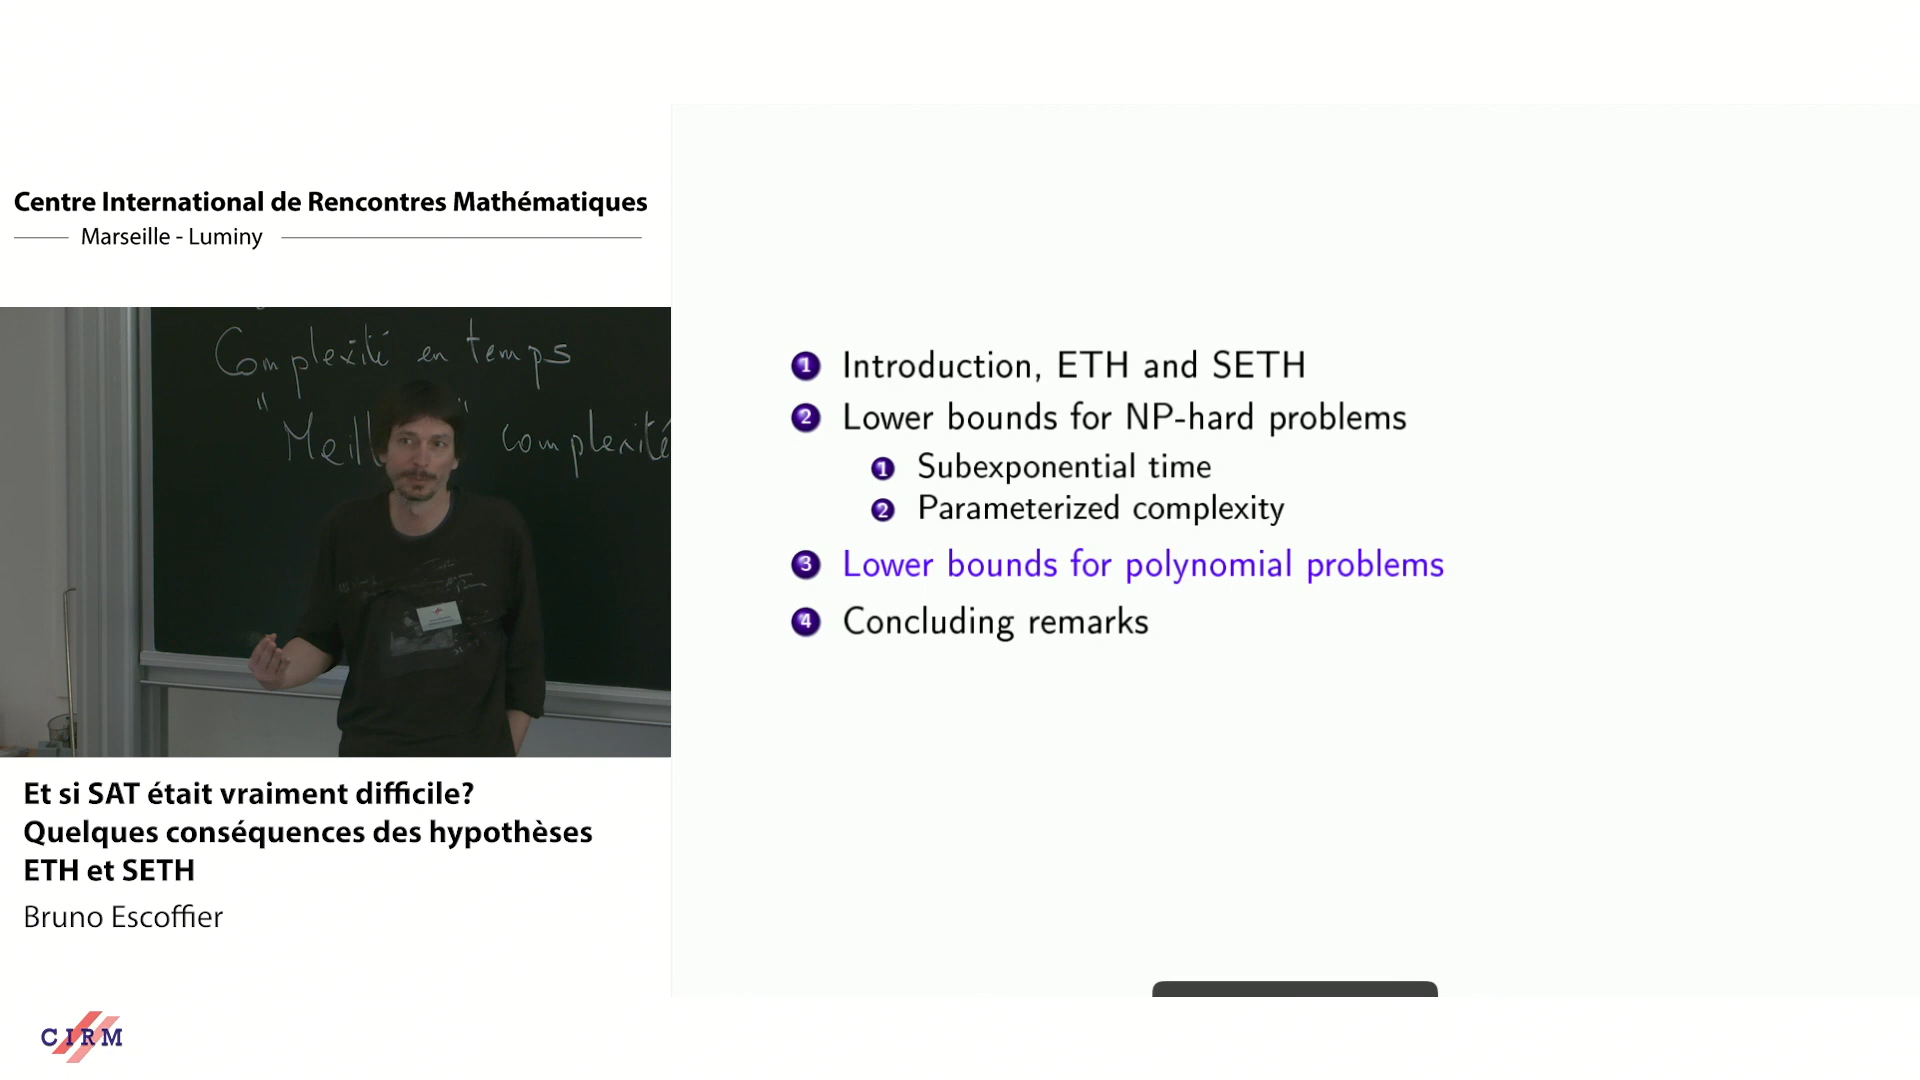 Centre International de Rencontres Mathématiques
Marseille - Luminy
Complexité en temps
complexité
Et si SAT était vraiment difficile?
Quelques conséquences des hypothèses
ETH et SETH
Bruno Escoffier
CIRM
1 Introduction, ETH and SETH
2 Lower bounds for NP-hard problems
1 Subexponential time
2 Parameterized complexity
3 Lower bounds for polynomial problems
4 Concluding remarks